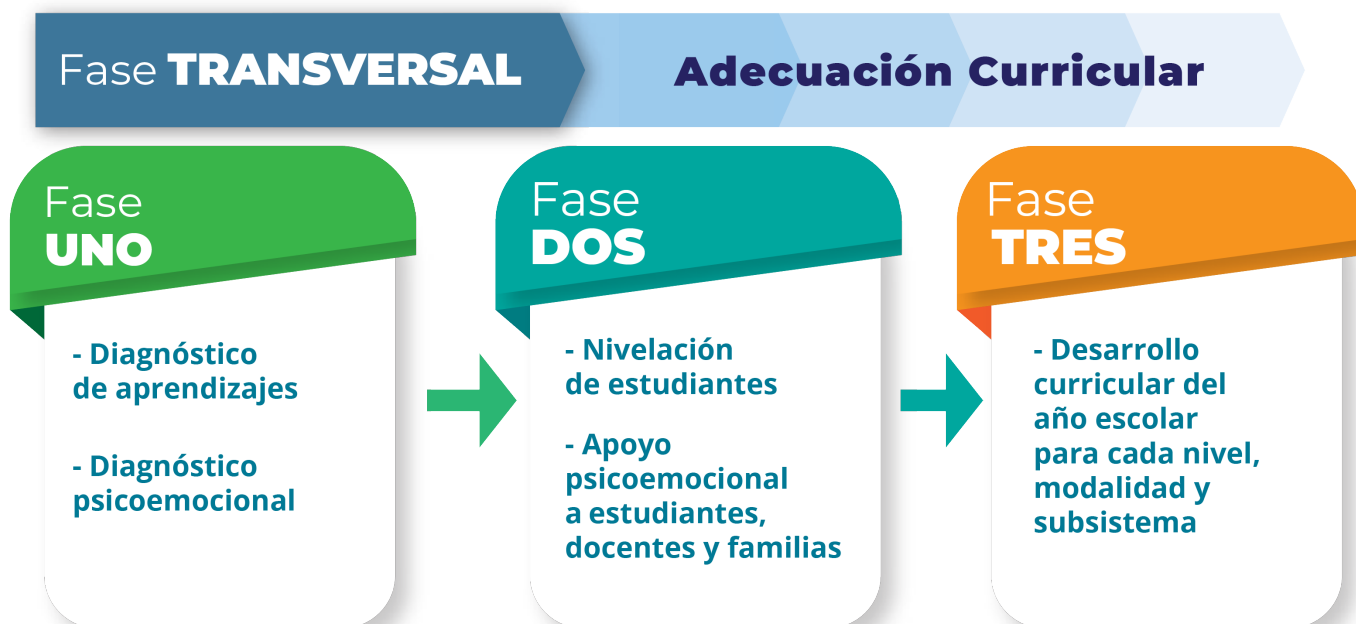 Fase TRANSVERSAL
Adecuación Curricular
Fase
UNO
- Diagnóstico
de aprendizajes
- Diagnóstico
psicoemocional
Fase
DOS
- Nivelación
de estudiantes
- Apoyo
psicoemocional
a estudiantes,
docentes y familias
Fase
TRES
- Desarrollo
curricular del
año escolar
para cada nivel,
modalidad y
subsistema